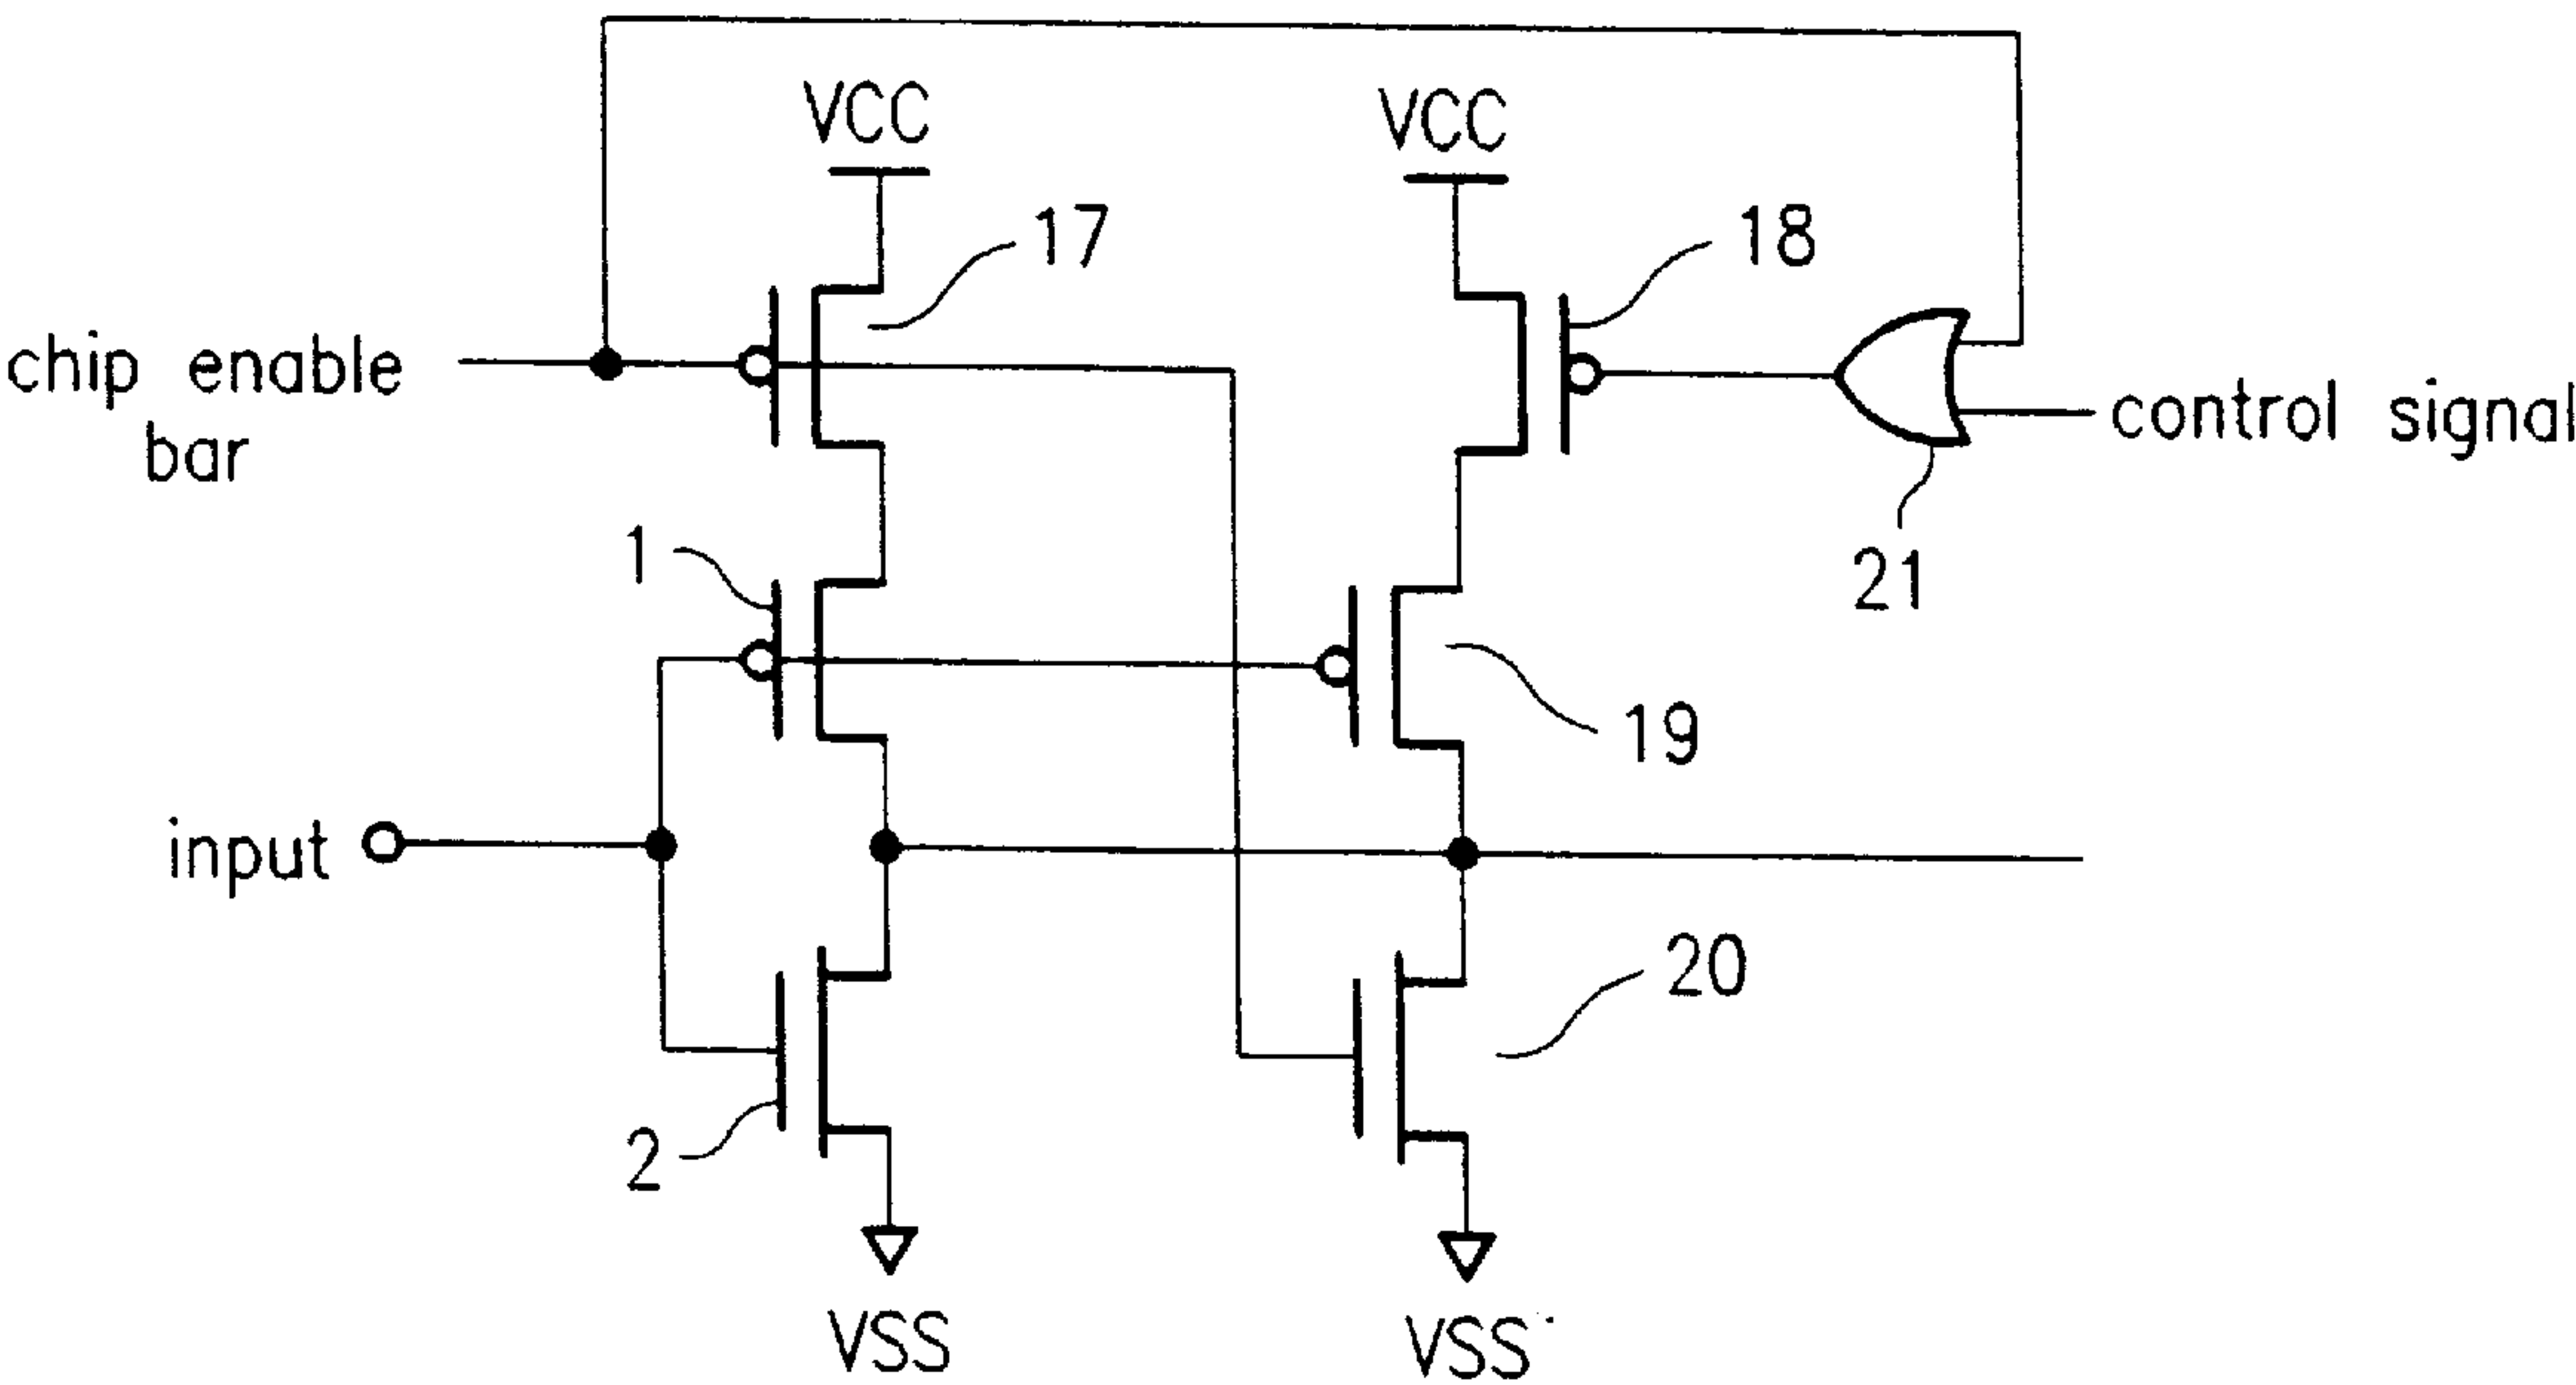 VCC
VCC
17
18
chip enable
bar
control signal
1
21
19
input
20
2
VSS
VSS